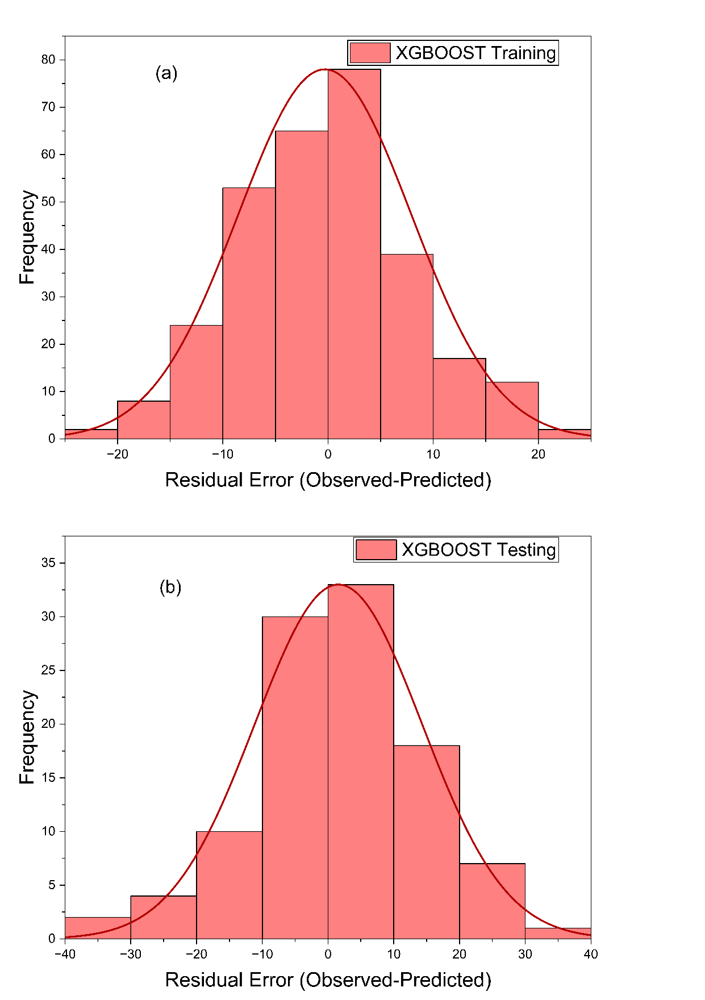 XGBOOST Training
(a)
80
70
60
50
40
30
20
10
0
Frequency
−20 −10 0 10 20
Residual Error (Observed-Predicted)
XGBOOST Testing
(b)
35
30
25
20
15
10
5
0
Frequency
−40 −30 −20 −10 0 10 20 30 40
Residual Error (Observed-Predicted)